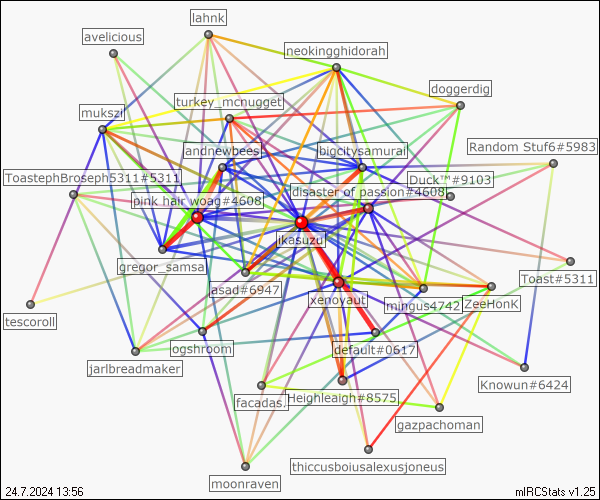 lahnk
avelicious
neokingghidorah
doggerdig
turkey_mcnugget
mukszi
Random Stuf6#5983
andnewbees
bigcitysamurai
ToastephBroseph5311#5311
Duck™#9103
disaster of passion#4608
pink hair woag#4608
jkasuzu
gregor_samsa
Toast#5311
asad#6947
xenoyaut
mingus4742
ZeeHonK
tescoroll
ogshroom
default#0617
jarlbreadmaker
Knowun#6424
facadas.
Heighleaigh#8575
gazpachoman
thiccusboiusalexusjoneus
moonraven
24.7.2024 13:56
mIRCStats v1.25